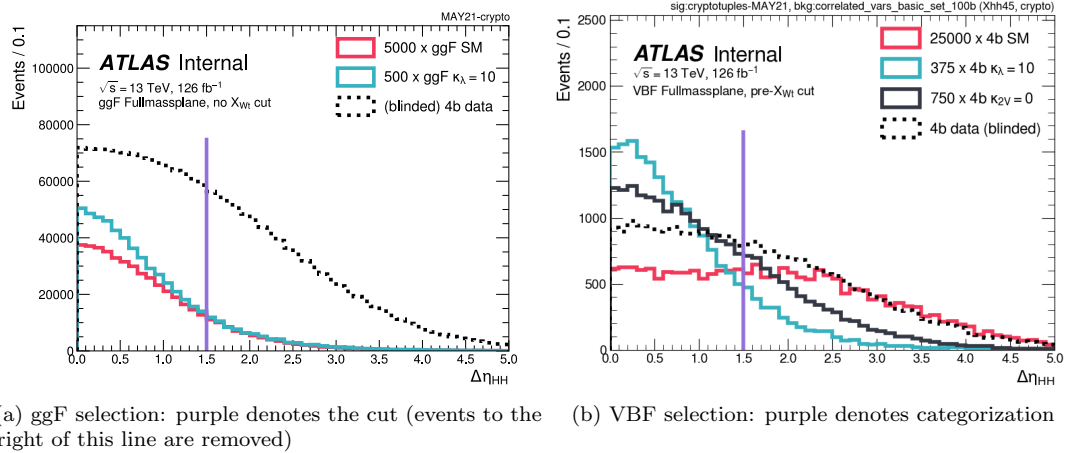 MAY21-crypto
Events / 0.1
ATLAS Internal
√s = 13 TeV, 126 fb⁻¹
ggF Fullmassplane, no X_Wt cut
5000 x ggF SM
500 x ggF κ_λ = 10
(blinded) 4b data
100000
80000
60000
40000
20000
0
0.0 0.5 1.0 1.5 2.0 2.5 3.0 3.5 4.0 4.5 5.0
Δη_HH
(a) ggF selection: purple denotes the cut (events to the
right of this line are removed)
sig:cryptotuples-MAY21, bkg:correlated_vars_basic_set_100b (Xhh45, crypto)
Events / 0.1
ATLAS Internal
√s = 13 TeV, 126 fb⁻¹
VBF Fullmassplane, pre-X_Wt cut
25000 x 4b SM
375 x 4b κ_λ = 10
750 x 4b κ_2V = 0
4b data (blinded)
2500
2000
1500
1000
500
0
0.0 0.5 1.0 1.5 2.0 2.5 3.0 3.5 4.0 4.5 5.0
Δη_HH
(b) VBF selection: purple denotes categorization